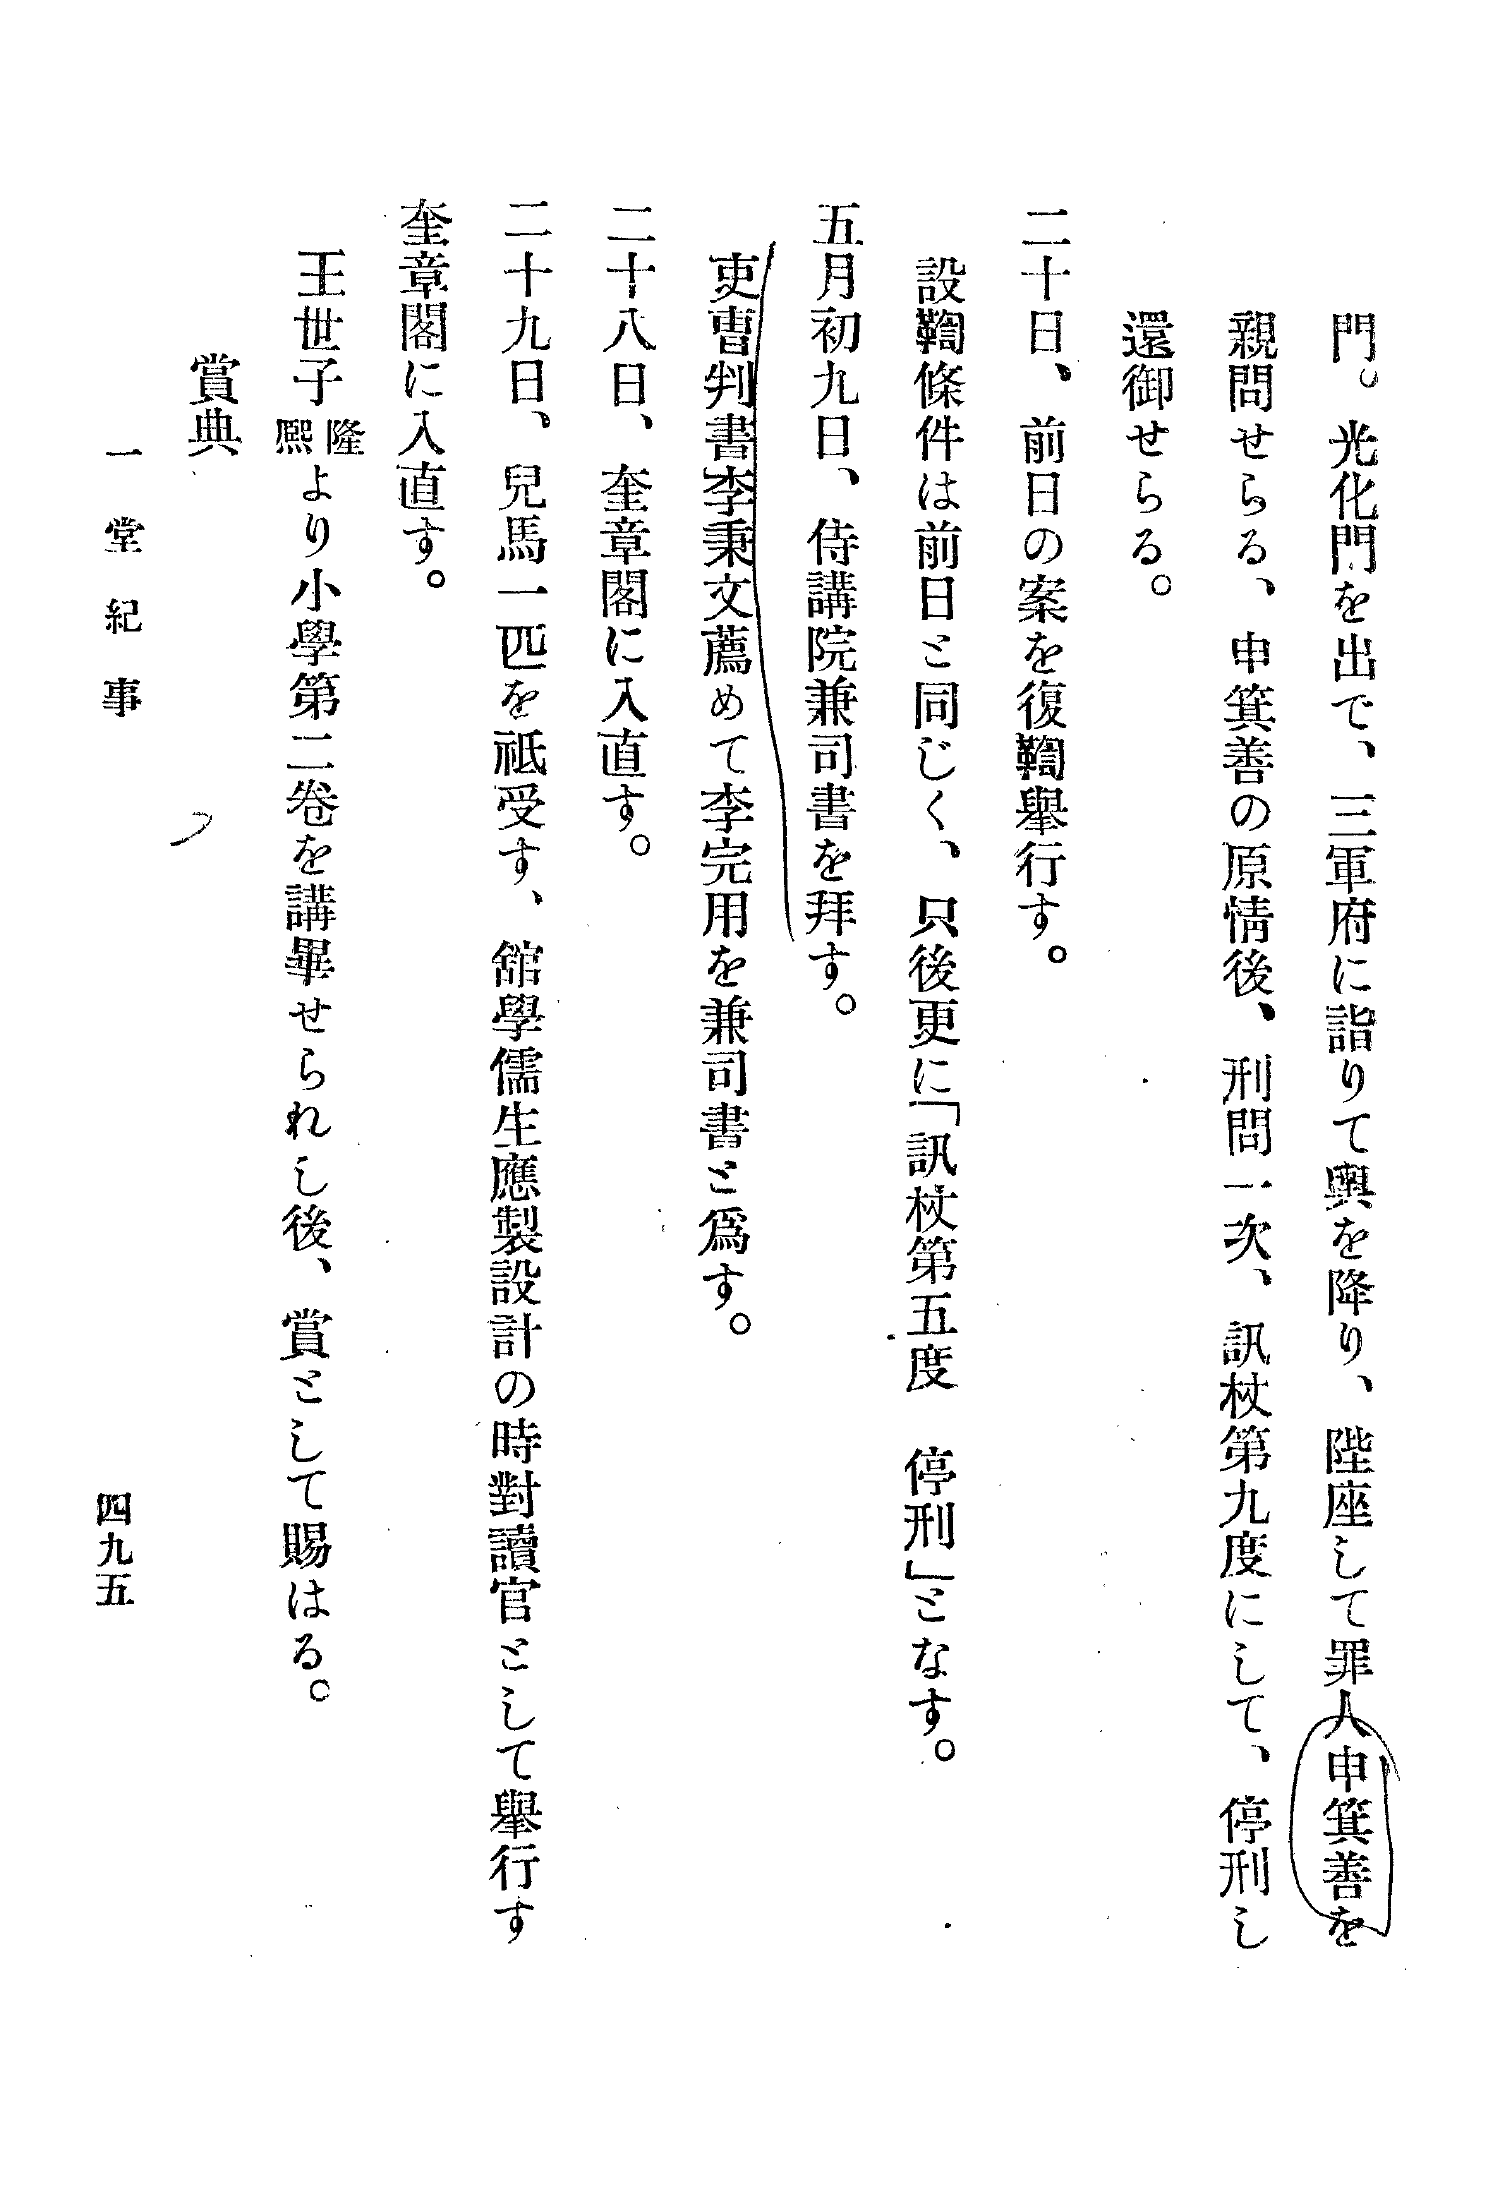 門。光化門を出で、三軍府に詣りて輿を降り、陛座して罪人申箕善を
親問せらる、申箕善の原情後、刑問一次、訊杖第九度にして、停刑し
還御せらる。
二十日、前日の案を復鞫舉行す。
設鞫條件は前日と同じく、只後更に「訊杖第五度　停刑」となす。
五月初九日、侍講院兼司書を拜す。
吏曹判書李秉文薦めて李完用を兼司書と爲す。
二十八日、奎章閣に入直す。
二十九日、兒馬一匹を祗受す、舘學儒生應製設計の時對讀官として舉行す
奎章閣に入直す。
王世子隆熙より小學第二卷を講畢せられし後、賞として賜はる。
賞典
一堂紀事
四九五